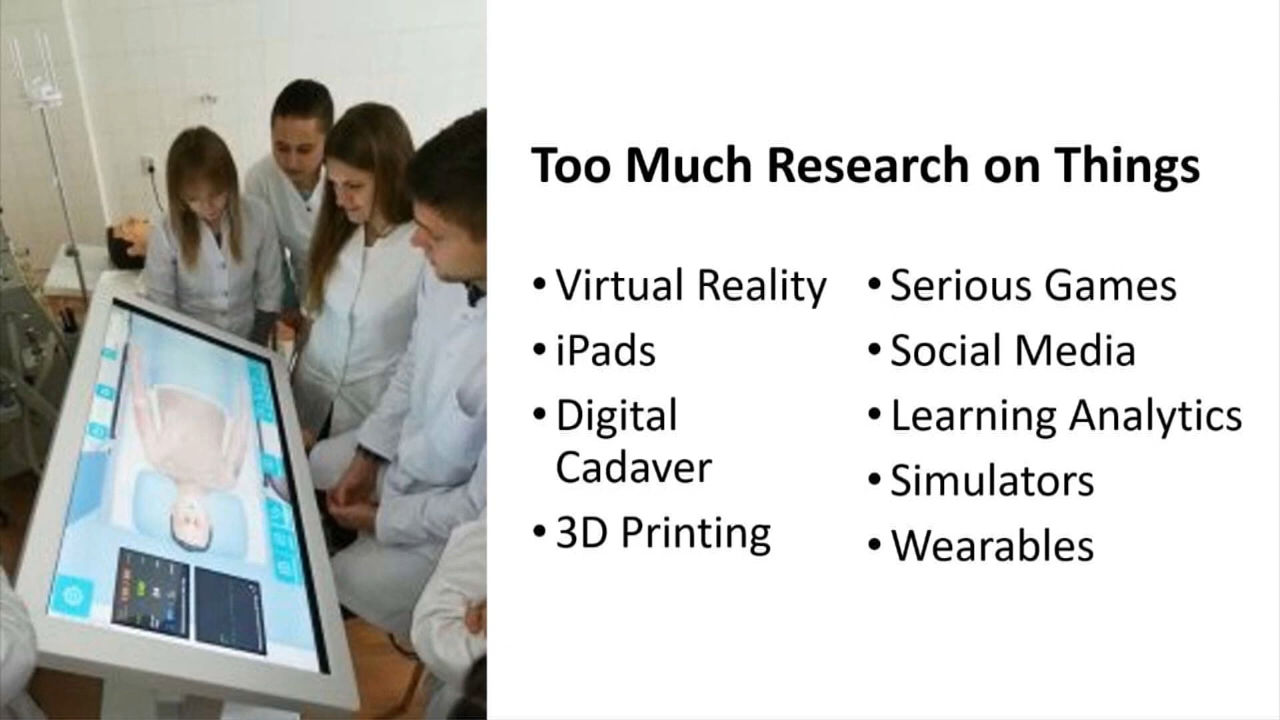 Too Much Research on Things
• Virtual Reality
• iPads
• Digital
Cadaver
• 3D Printing
• Serious Games
• Social Media
• Learning Analytics
• Simulators
• Wearables